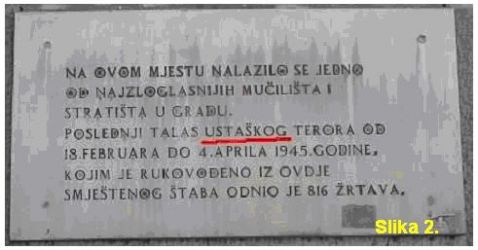 NA OVOM MJESTU NALAZILO SE JEDNO
OD NAJZLOGLASNIJIH MUČILIŠTA I
STRATIŠTA U GRADU.
POSLEDNJI TALAS USTAŠKOG TERORA OD
18.FEBRUARA DO 4.APRILA 1945.GODINE,
KOJIM JE RUKOVOĐENO IZ OVDJE
SMJEŠTENOG ŠTABA ODNIO JE 816 ŽRTAVA.
Slika 2.